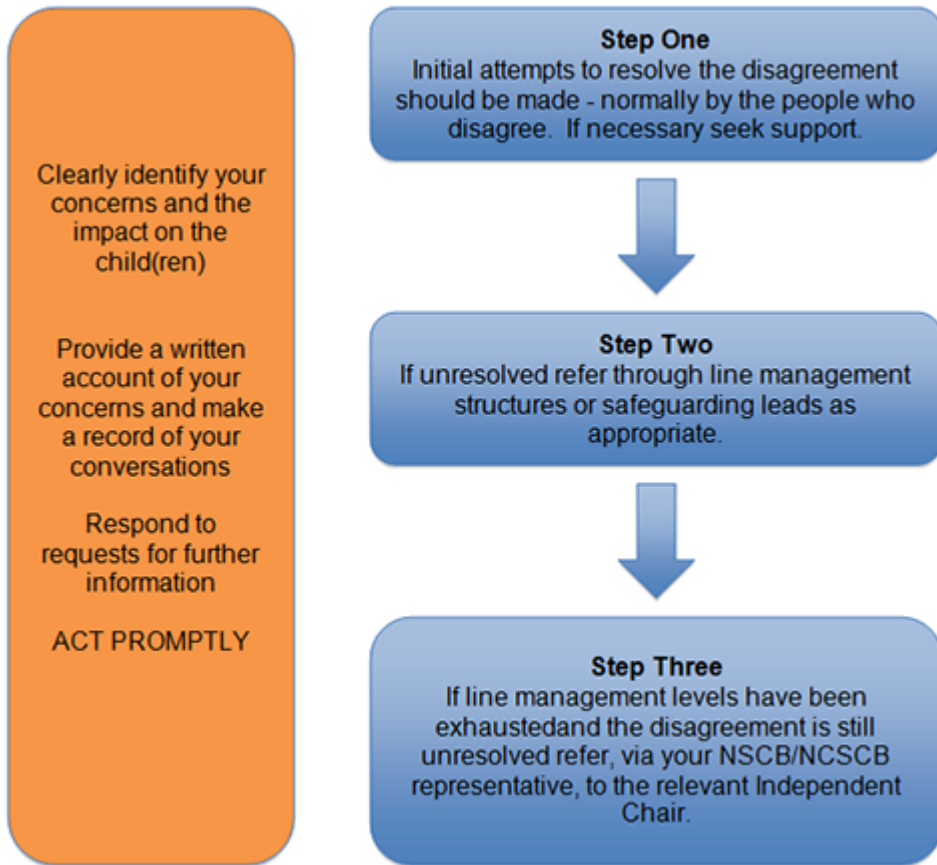 Clearly identify your
concerns and the
impact on the
child(ren)
Provide a written
account of your
concerns and make
a record of your
conversations
Respond to
requests for further
information
ACT PROMPTLY
Step One
Initial attempts to resolve the disagreement
should be made - normally by the people who
disagree. If necessary seek support.
Step Two
If unresolved refer through line management
structures or safeguarding leads as
appropriate.
Step Three
If line management levels have been
exhaustedand the disagreement is still
unresolved refer, via your NSCB/NCSCB
representative, to the relevant Independent
Chair.